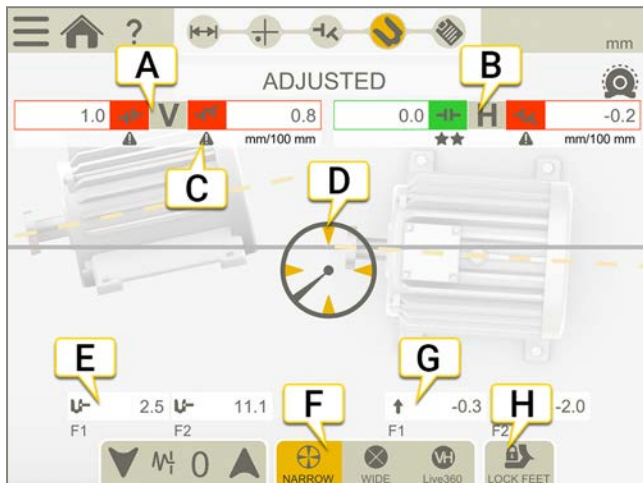 ?
mm
A
B
ADJUSTED
1.0 V 0.8
0.0 H -0.2
mm/100 mm
mm/100 mm
C
D
E
G
F
H
2.5 11.1
-0.3 -2.0
F1 F2
F1 F2
0
NARROW WIDE VH Live360 LOCK FEET